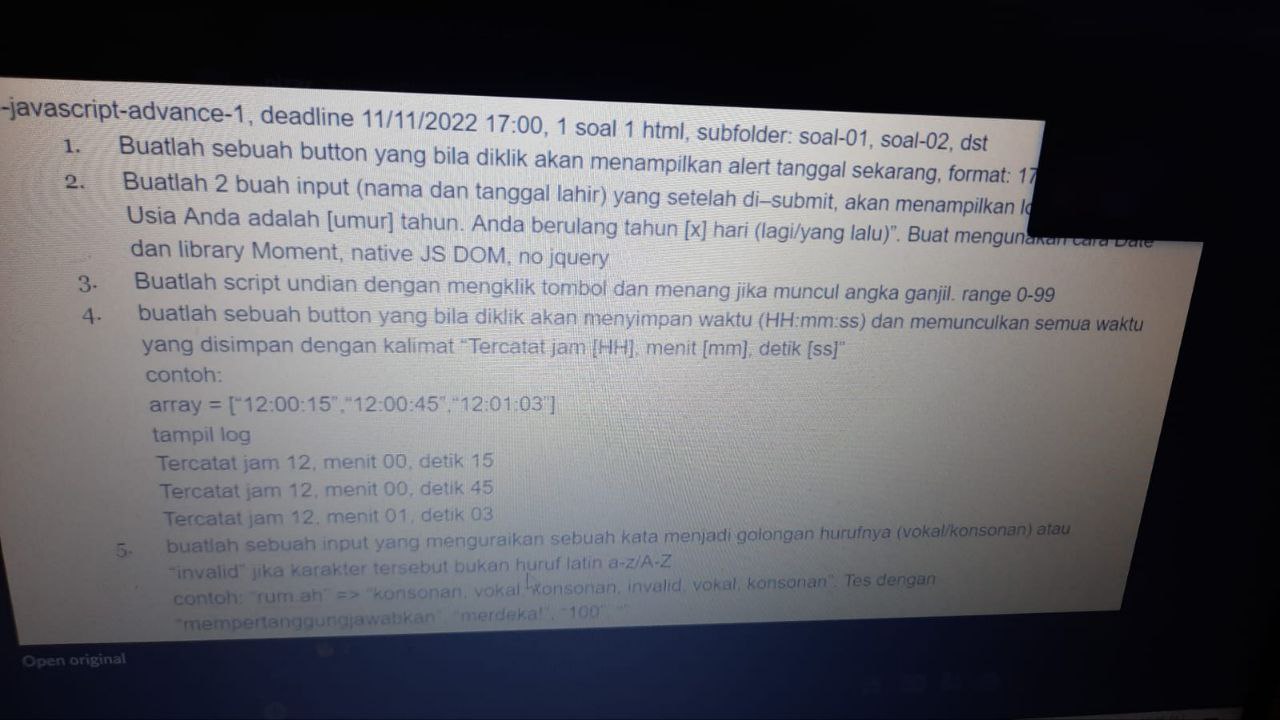 -javascript-advance-1, deadline 11/11/2022 17:00, 1 soal 1 html, subfolder: soal-01, soal-02, dst
1. Buatlah sebuah button yang bila diklik akan menampilkan alert tanggal sekarang, format: 17
2. Buatlah 2 buah input (nama dan tanggal lahir) yang setelah di–submit, akan menampilkan
Usia Anda adalah [umur] tahun. Anda berulang tahun [x] hari (lagi/yang lalu)”. Buat mengunakan cara Date
dan library Moment, native JS DOM, no jquery
3. Buatlah script undian dengan mengklik tombol dan menang jika muncul angka ganjil. range 0-99
4. buatlah sebuah button yang bila diklik akan menyimpan waktu (HH:mm:ss) dan memunculkan semua waktu
yang disimpan dengan kalimat “Tercatat jam [HH], menit [mm], detik [ss]”
contoh:
array = [“12:00:15”,“12:00:45”,“12:01:03”]
tampil log
Tercatat jam 12, menit 00, detik 15
Tercatat jam 12, menit 00, detik 45
Tercatat jam 12, menit 01, detik 03
5. buatlah sebuah input yang menguraikan sebuah kata menjadi golongan hurufnya (vokal/konsonan) atau
“invalid” jika karakter tersebut bukan huruf latin a-z/A-Z
contoh: “rum.ah” => “konsonan, vokal, konsonan, invalid, vokal, konsonan”. Tes dengan
“mempertanggungjawabkan”, “merdeka!”, “100”, “”
Open original